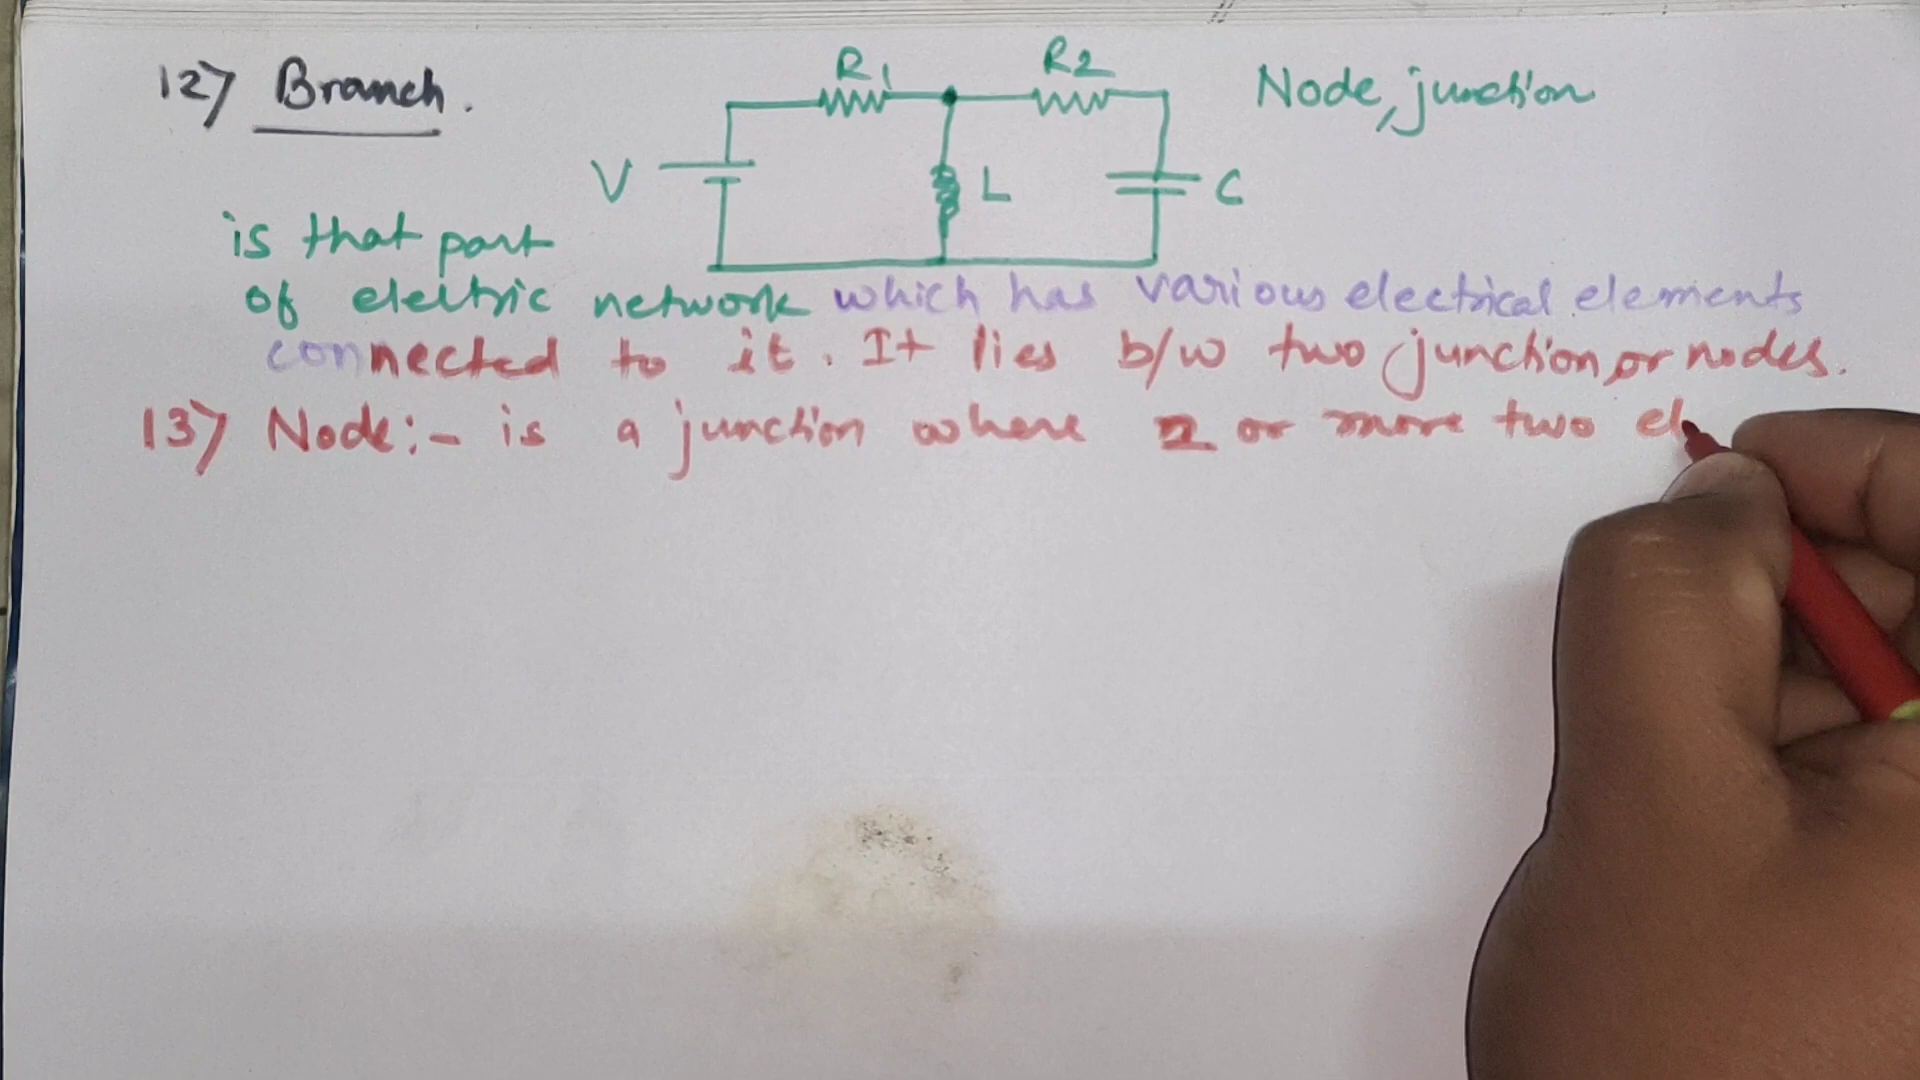 12) Branch.
R1
R2
Node, junction
V
L
C
is that part
of electric network which has various electrical elements
connected to it. It lies b/w two junction or nodes.
13) Node:- is a junction where 2 or more two el